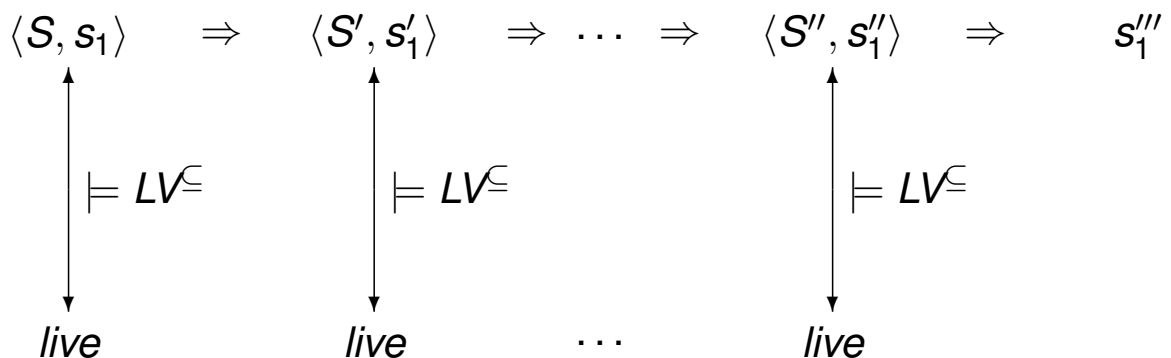 ⟨S, s₁⟩ ⇒ ⟨S′, s′₁⟩ ⇒ ··· ⇒ ⟨S″, s″₁⟩ ⇒ s‴₁
⊨ LV⊆ ⊨ LV⊆ ⊨ LV⊆
live live ··· live